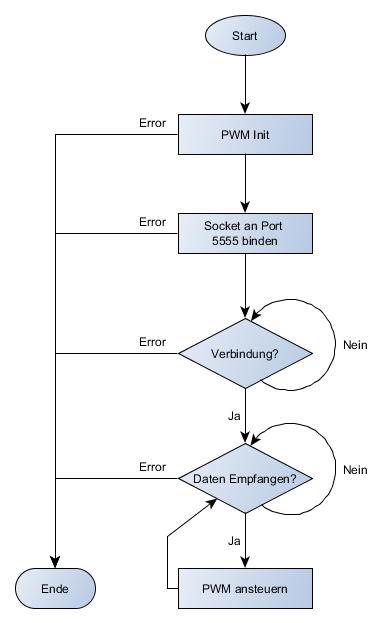 Start
Error
PWM Init
Error
Socket an Port
5555 binden
Error
Verbindung?
Nein
Ja
Error
Daten Empfangen?
Nein
Ja
Ende
PWM ansteuern